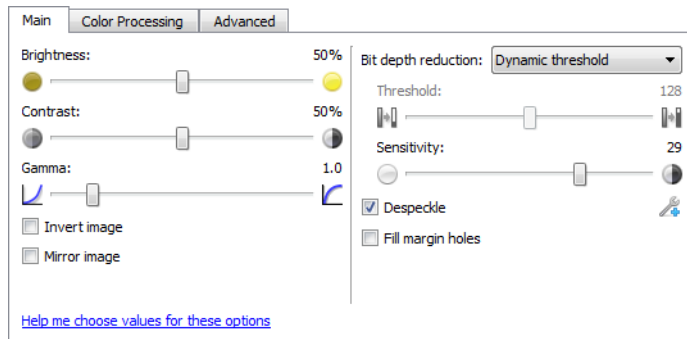 Main Color Processing Advanced
Brightness: 50%
Contrast: 50%
Gamma: 1.0
Invert image
Mirror image
Help me choose values for these options
Bit depth reduction: Dynamic threshold
Threshold: 128
Sensitivity: 29
Despeckle
Fill margin holes